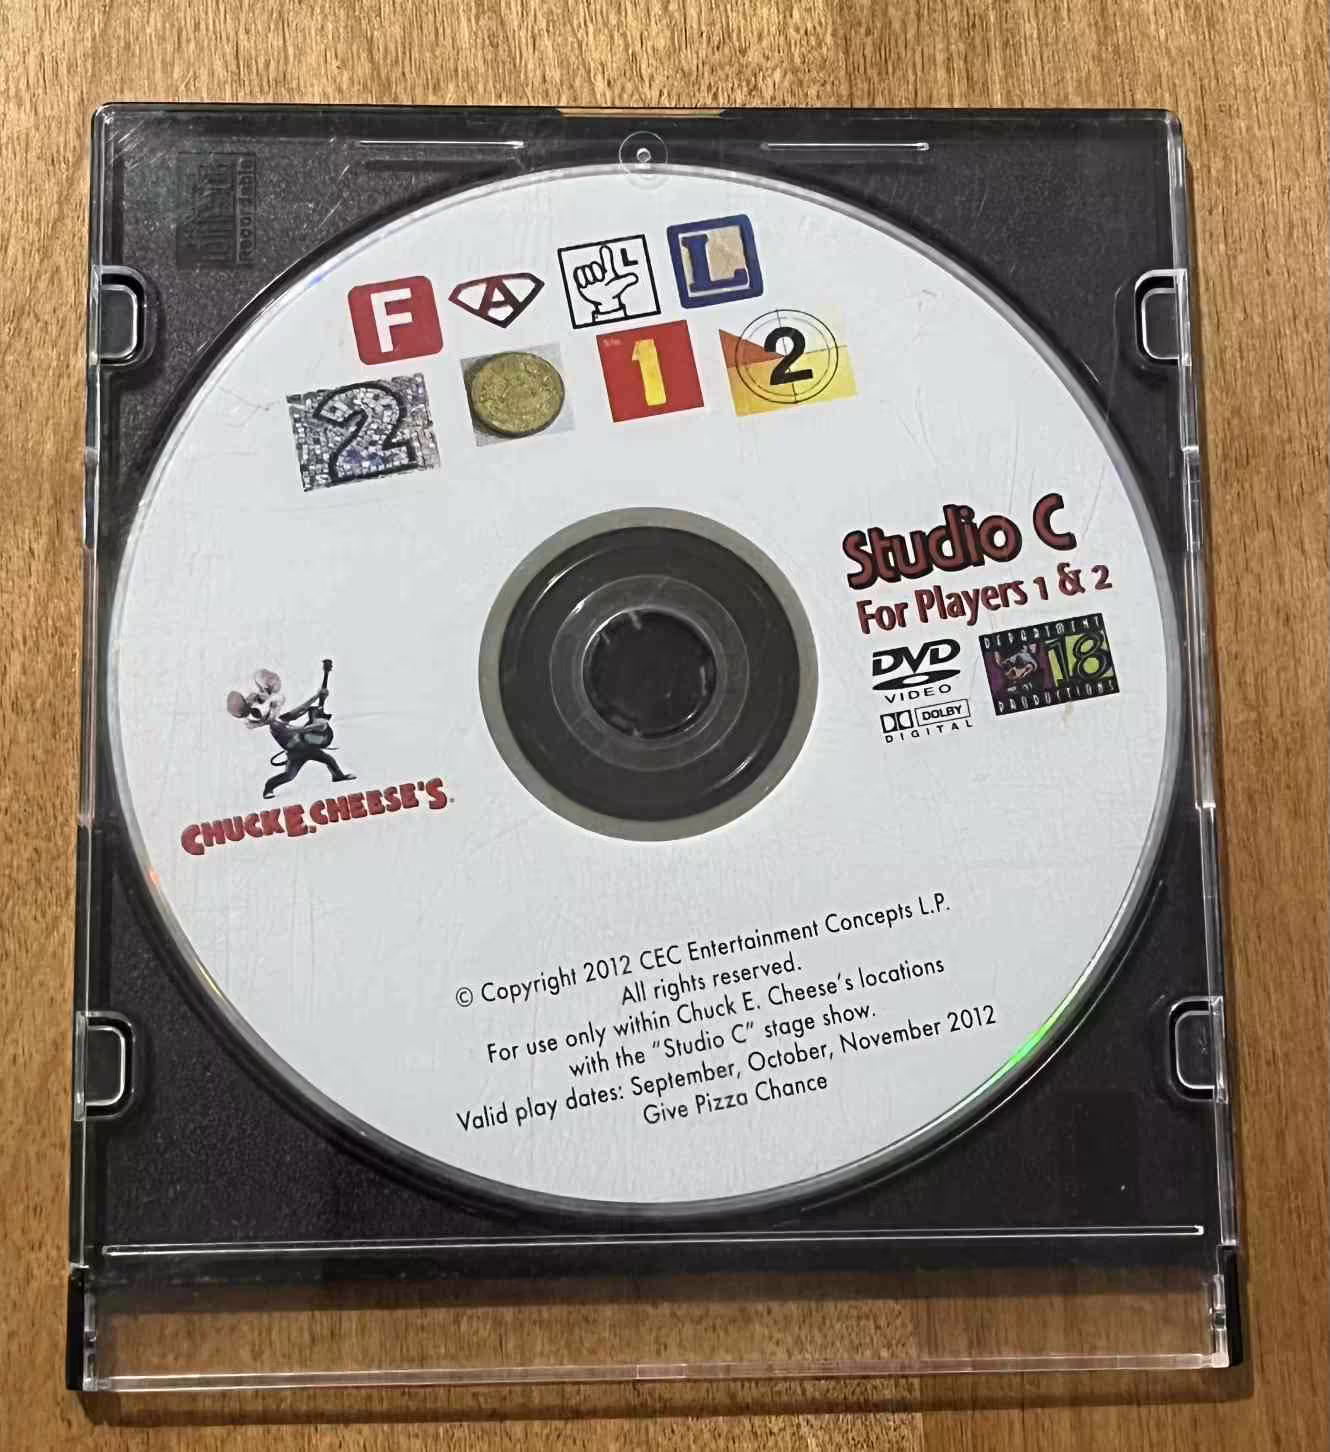 FALL
L
2 12
Studio C
For Players 1 & 2
DVD
VIDEO
DOLBY
DIGITAL
DEPARTMENT
18
PRODUCTIONS
CHUCK E. CHEESE'S
© Copyright 2012 CEC Entertainment Concepts L.P.
All rights reserved.
For use only within Chuck E. Cheese's locations
with the "Studio C" stage show.
Valid play dates: September, October, November 2012
Give Pizza Chance